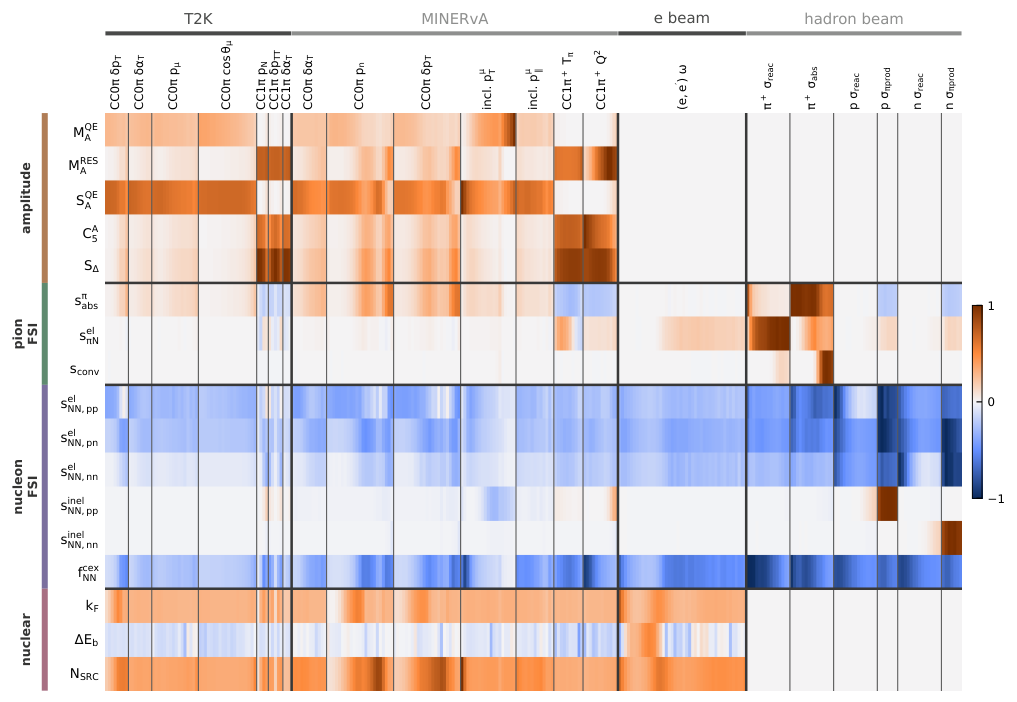 T2K MINERvA e beam hadron beam
CC0π δp_T
CC0π δα_T
CC0π p_μ
CC0π cos θ_μ
CC1π p_N
CC1π δp_TT
CC1π δα_T
CC0π δα_T
CC0π p_n
CC0π δp_T
incl. p_T^μ
incl. p_∥^μ
CC1π⁺ T_π
CC1π⁺ Q²
(e, e′) ω
π⁺ σ_reac
π⁺ σ_abs
p σ_reac
p σ_πprod
n σ_reac
n σ_πprod
amplitude
M_A^QE
M_A^RES
S_A^QE
C_5^A
S_Δ
pion
FSI
s_abs^π
s_πN^el
s_conv
nucleon
FSI
s_NN, pp^el
s_NN, pn^el
s_NN, nn^el
s_NN, pp^inel
s_NN, nn^inel
f_NN^cex
nuclear
k_F
ΔE_b
N_SRC
1
0
−1